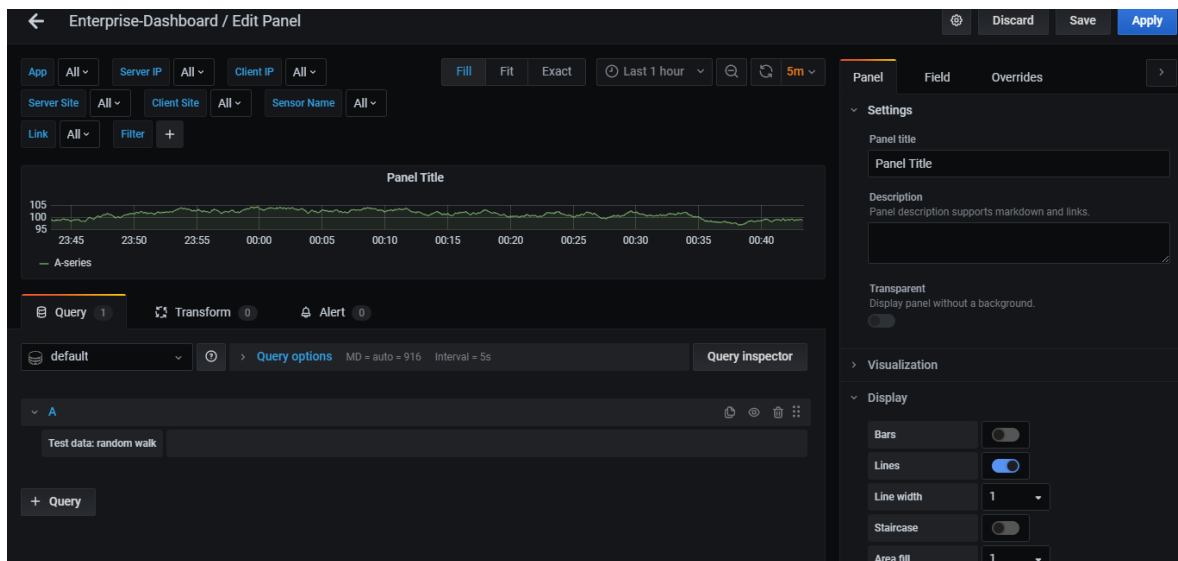 Enterprise-Dashboard / Edit Panel
Discard Save Apply
App All Server IP All Client IP All
Fill Fit Exact Last 1 hour 5m
Server Site All Client Site All Sensor Name All
Link All Filter +
Panel Title
105
100
95
23:45 23:50 23:55 00:00 00:05 00:10 00:15 00:20 00:25 00:30 00:35 00:40
A-series
Query 1 Transform 0 Alert 0
default Query options MD = auto = 916 Interval = 5s Query inspector
A
Test data: random walk
+ Query
Panel Field Overrides
Settings
Panel title
Panel Title
Description
Panel description supports markdown and links.
Transparent
Display panel without a background.
Visualization
Display
Bars
Lines
Line width 1
Staircase
Area fill 1